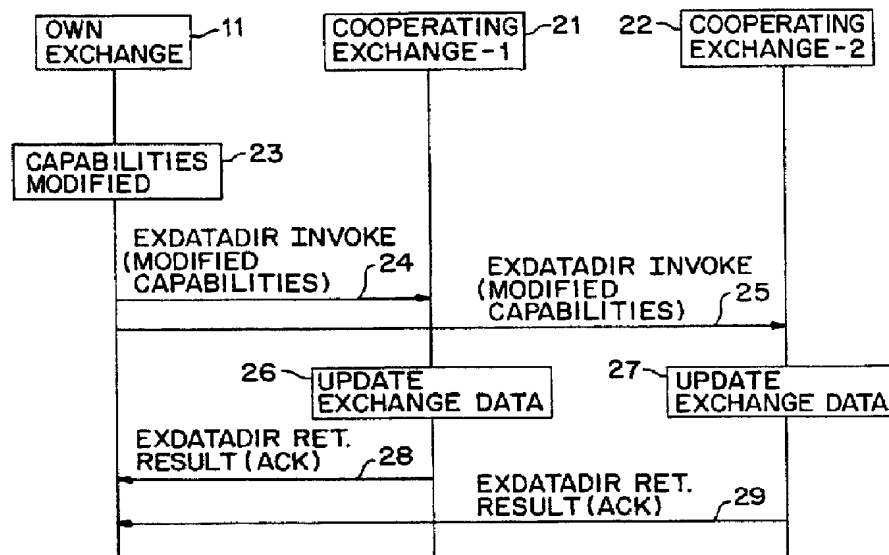 OWN
EXCHANGE
11
COOPERATING
EXCHANGE-1
21
22
COOPERATING
EXCHANGE-2
CAPABILITIES
MODIFIED
23
EXDATADIR INVOKE
(MODIFIED
CAPABILITIES)
24
EXDATADIR INVOKE
(MODIFIED
CAPABILITIES)
25
26
UPDATE
EXCHANGE DATA
27
UPDATE
EXCHANGE DATA
EXDATADIR RET.
RESULT (ACK)
28
EXDATADIR RET.
RESULT (ACK)
29